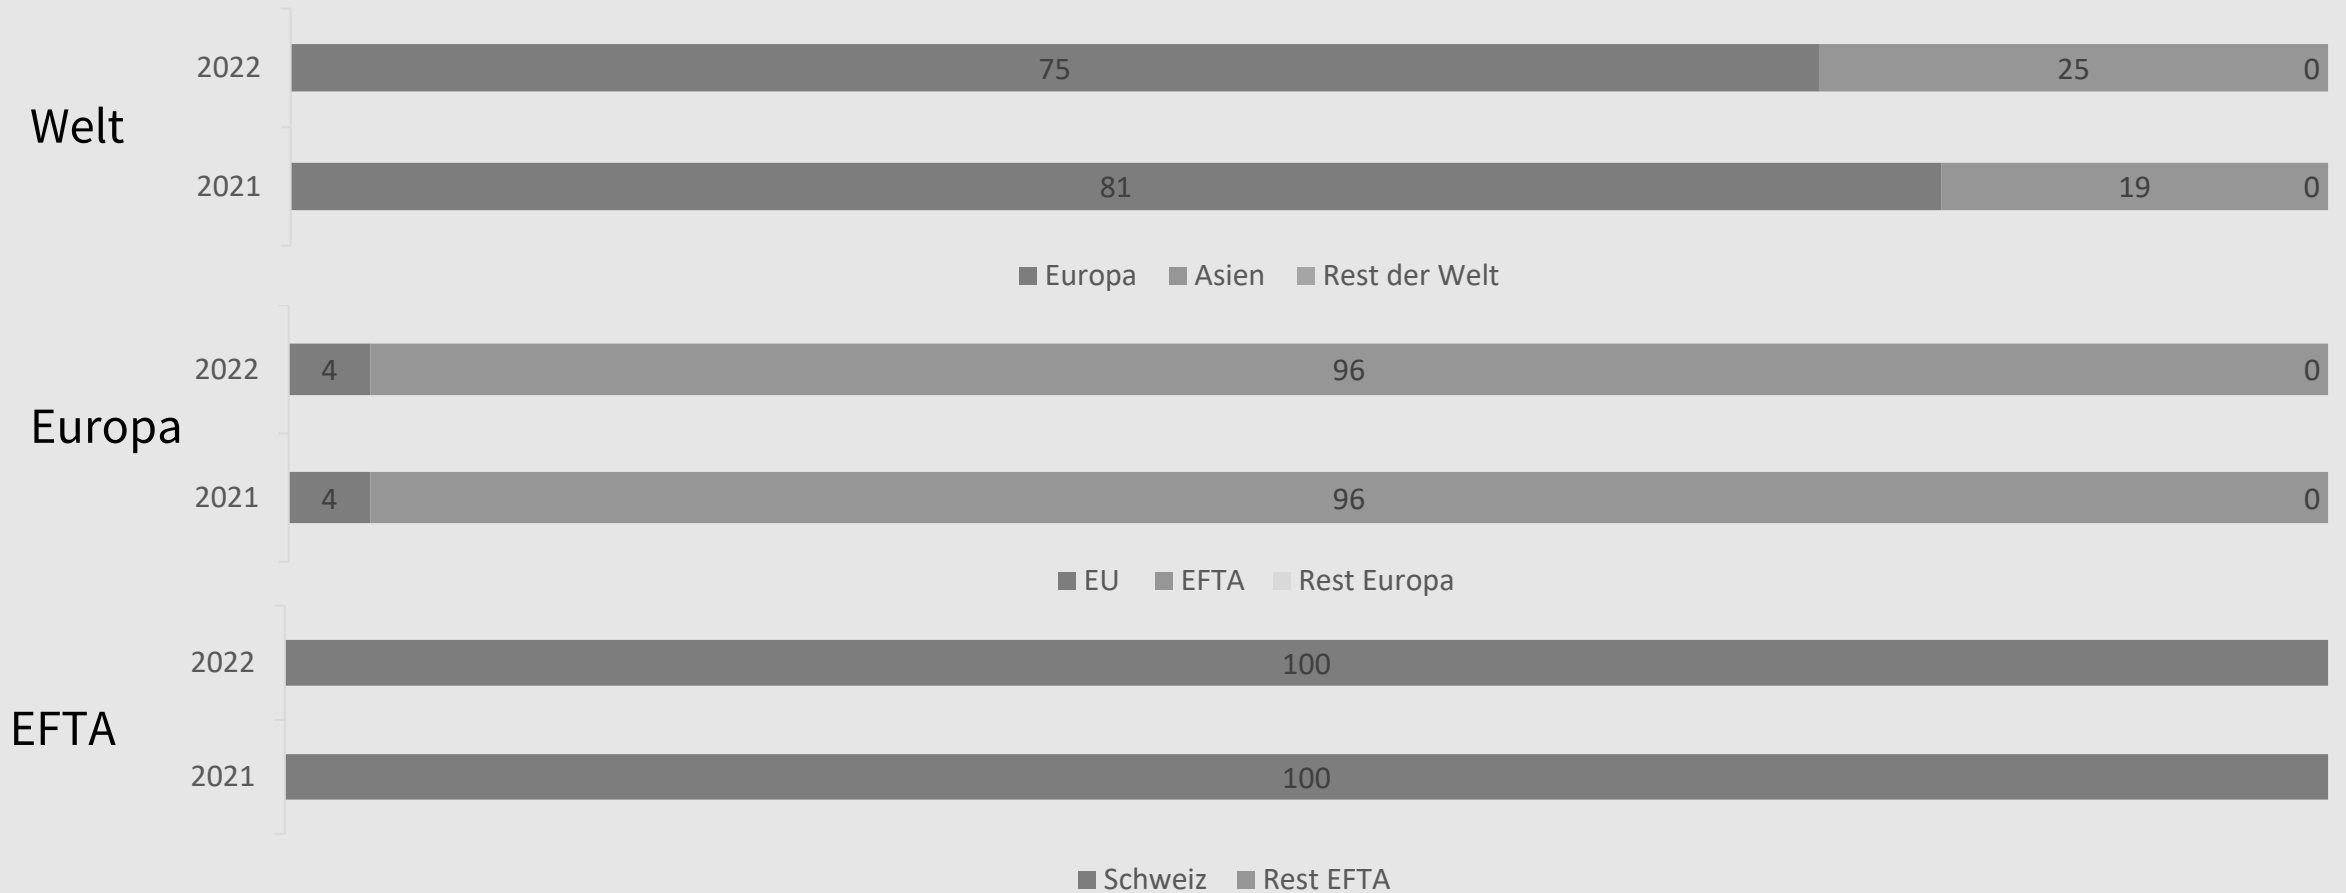 Welt
2022 75 25 0
2021 81 19 0
Europa Asien Rest der Welt
Europa
2022 4 96 0
2021 4 96 0
EU EFTA Rest Europa
EFTA
2022 100
2021 100
Schweiz Rest EFTA